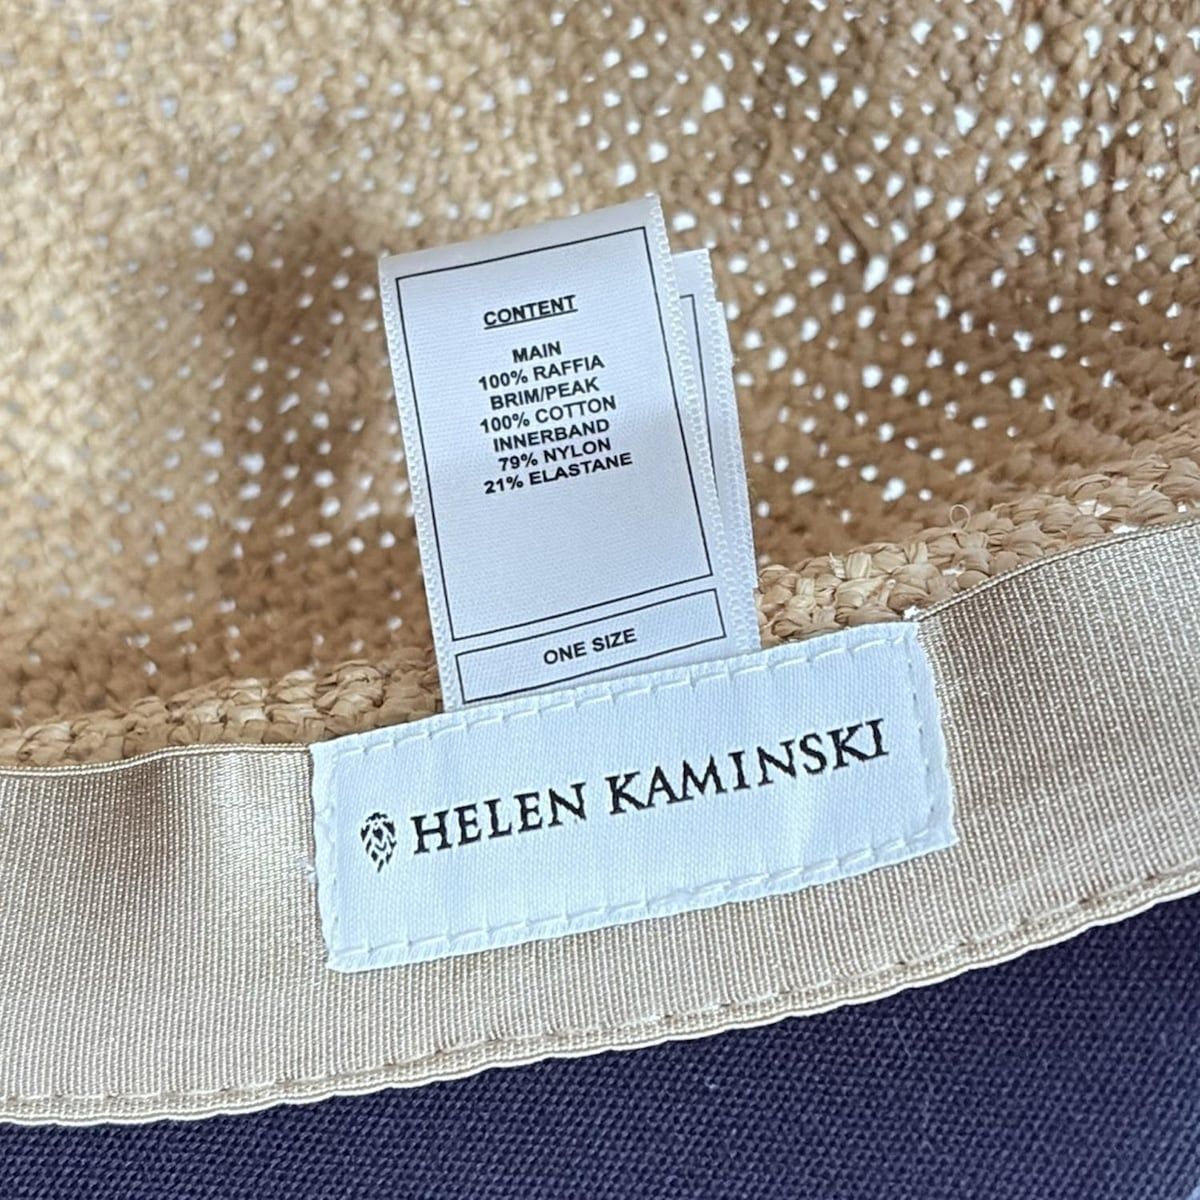 CONTENT
MAIN
100% RAFFIA
BRIM/PEAK
100% COTTON
INNERBAND
79% NYLON
21% ELASTANE
ONE SIZE
HELEN KAMINSKI